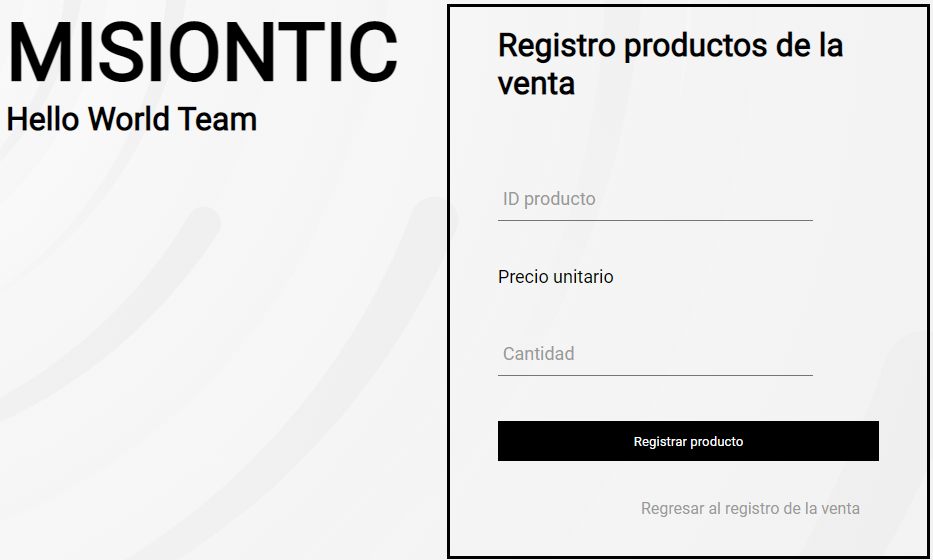 MISIONTIC
Hello World Team
Registro productos de la
venta
ID producto
Precio unitario
Cantidad
Registrar producto
Regresar al registro de la venta